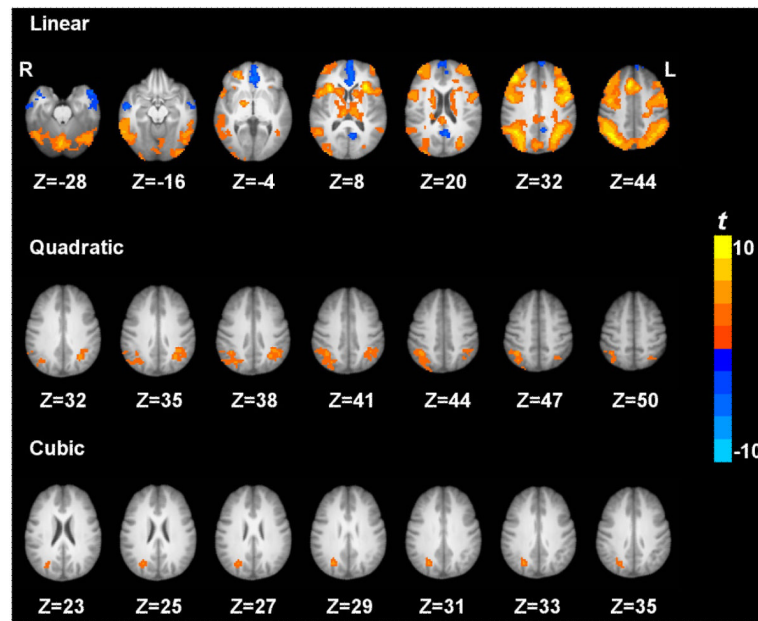 Linear
R L
Z=-28 Z=-16 Z=-4 Z=8 Z=20 Z=32 Z=44
t
10
-10
Quadratic
Z=32 Z=35 Z=38 Z=41 Z=44 Z=47 Z=50
Cubic
Z=23 Z=25 Z=27 Z=29 Z=31 Z=33 Z=35